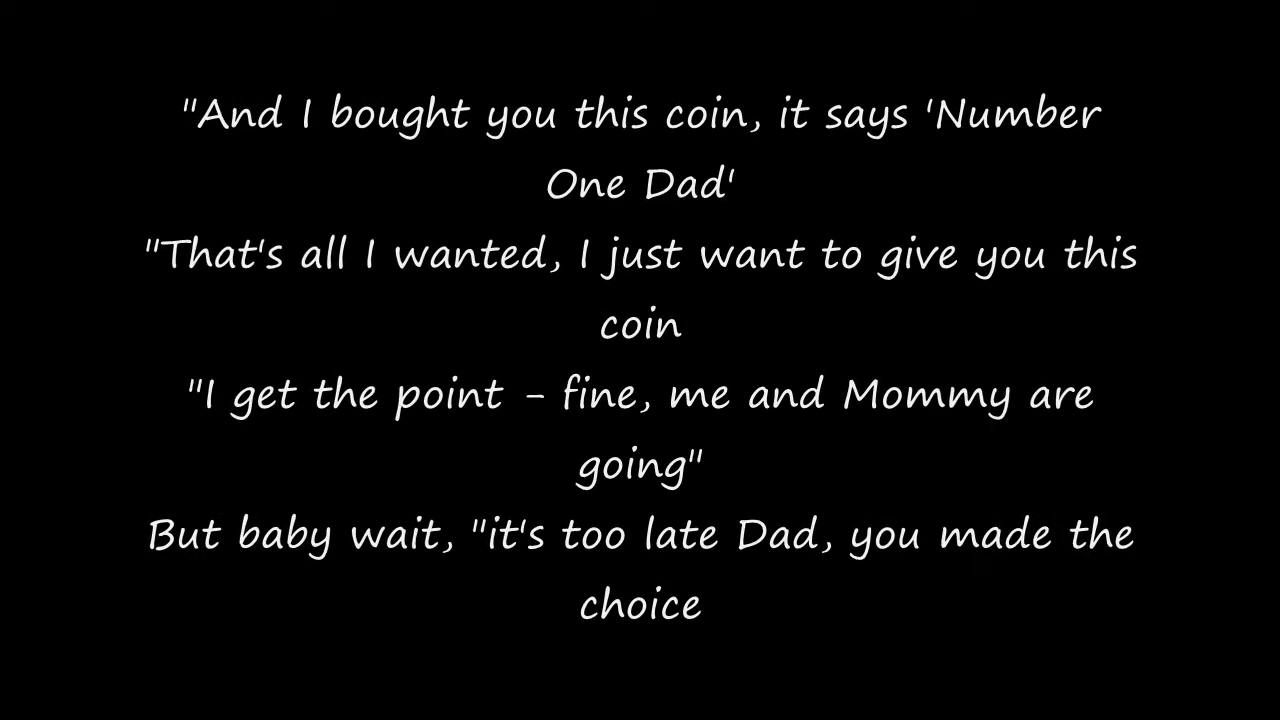 "And I bought you this coin, it says 'Number
One Dad'
"That's all I wanted, I just want to give you this
coin
"I get the point - fine, me and Mommy are
going"
But baby wait, "it's too late Dad, you made the
choice